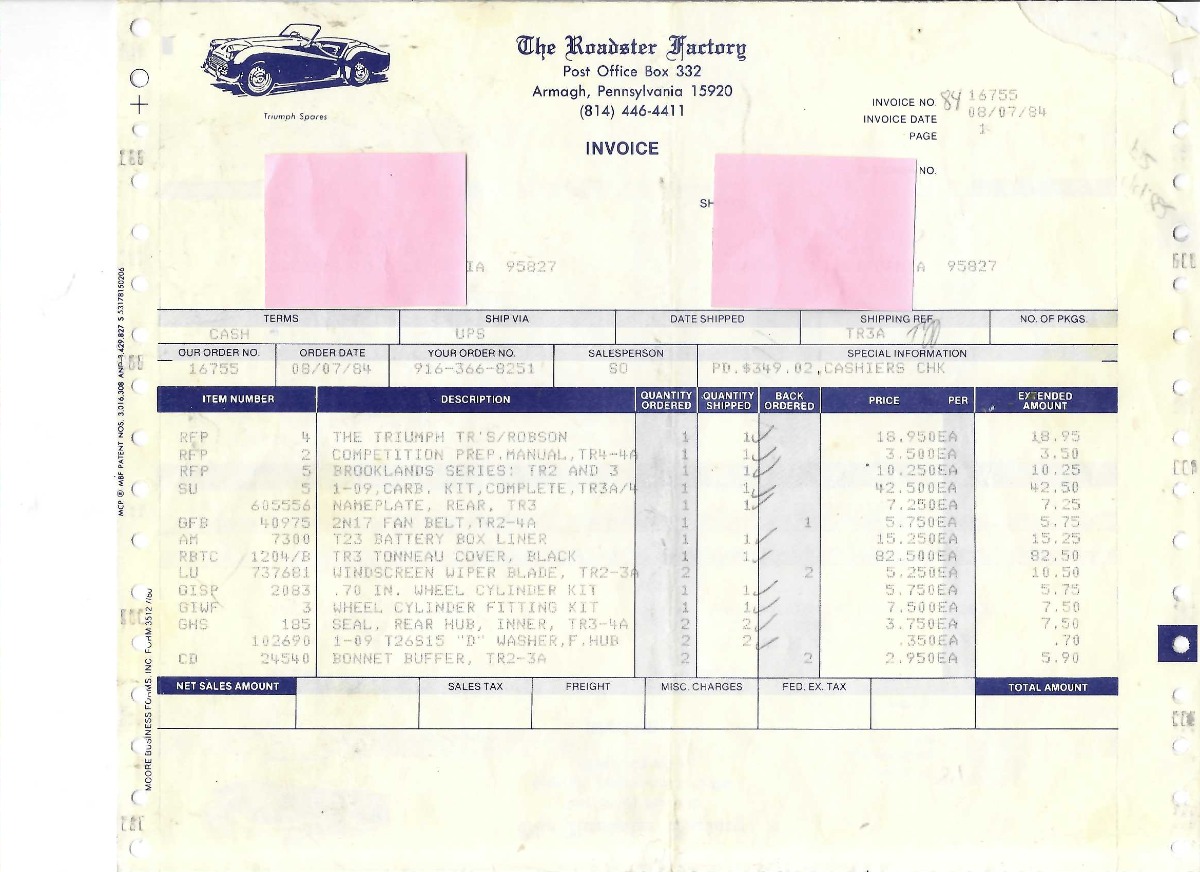 The Roadster Factory
Post Office Box 332
Armagh, Pennsylvania 15920
(814) 446-4411
Triumph Spares
INVOICE NO. 84 16755
INVOICE DATE 08/07/84
PAGE 1
INVOICE
NO.
SH
IA 95827
A 95827
TERMS SHIP VIA DATE SHIPPED SHIPPING REF. NO. OF PKGS.
CASH UPS TR3A
OUR ORDER NO. ORDER DATE YOUR ORDER NO. SALESPERSON SPECIAL INFORMATION
16755 08/07/84 916-366-8251 SO PD.$349.02,CASHIERS CHK
ITEM NUMBER DESCRIPTION QUANTITY ORDERED QUANTITY SHIPPED BACK ORDERED PRICE PER EXTENDED AMOUNT
RFP 4 THE TRIUMPH TR'S/ROBSON 1 1 18.950EA 18.95
RFP 2 COMPETITION PREP.MANUAL,TR4-4A 1 1 3.500EA 3.50
RFP 5 BROOKLANDS SERIES: TR2 AND 3 1 1 10.250EA 10.25
SU 5 1-09,CARB. KIT,COMPLETE,TR3A/4 1 1 42.500EA 42.50
605556 NAMEPLATE, REAR, TR3 1 1 7.250EA 7.25
GFB 40975 2N17 FAN BELT,TR2-4A 1 1 5.750EA 5.75
AM 7300 T23 BATTERY BOX LINER 1 1 15.250EA 15.25
RBTC 1204/B TR3 TONNEAU COVER, BLACK 1 1 82.500EA 82.50
LU 737681 WINDSCREEN WIPER BLADE, TR2-3A 2 2 5.250EA 10.50
GISP 2083 .70 IN. WHEEL CYLINDER KIT 1 1 5.750EA 5.75
GIWF 3 WHEEL CYLINDER FITTING KIT 1 1 7.500EA 7.50
GHS 185 SEAL, REAR HUB, INNER, TR3-4A 2 2 3.750EA 7.50
102690 1-09 T26S15 "D" WASHER,F.HUB 2 2 .350EA .70
CD 24540 BONNET BUFFER, TR2-3A 2 2 2.950EA 5.90
NET SALES AMOUNT SALES TAX FREIGHT MISC. CHARGES FED. EX. TAX TOTAL AMOUNT
MCP ® MBF PATENT NOS. 3,016,308 AND 3,429,827 S 53178150206
MOORE BUSINESS FORMS, INC. FORM 3512